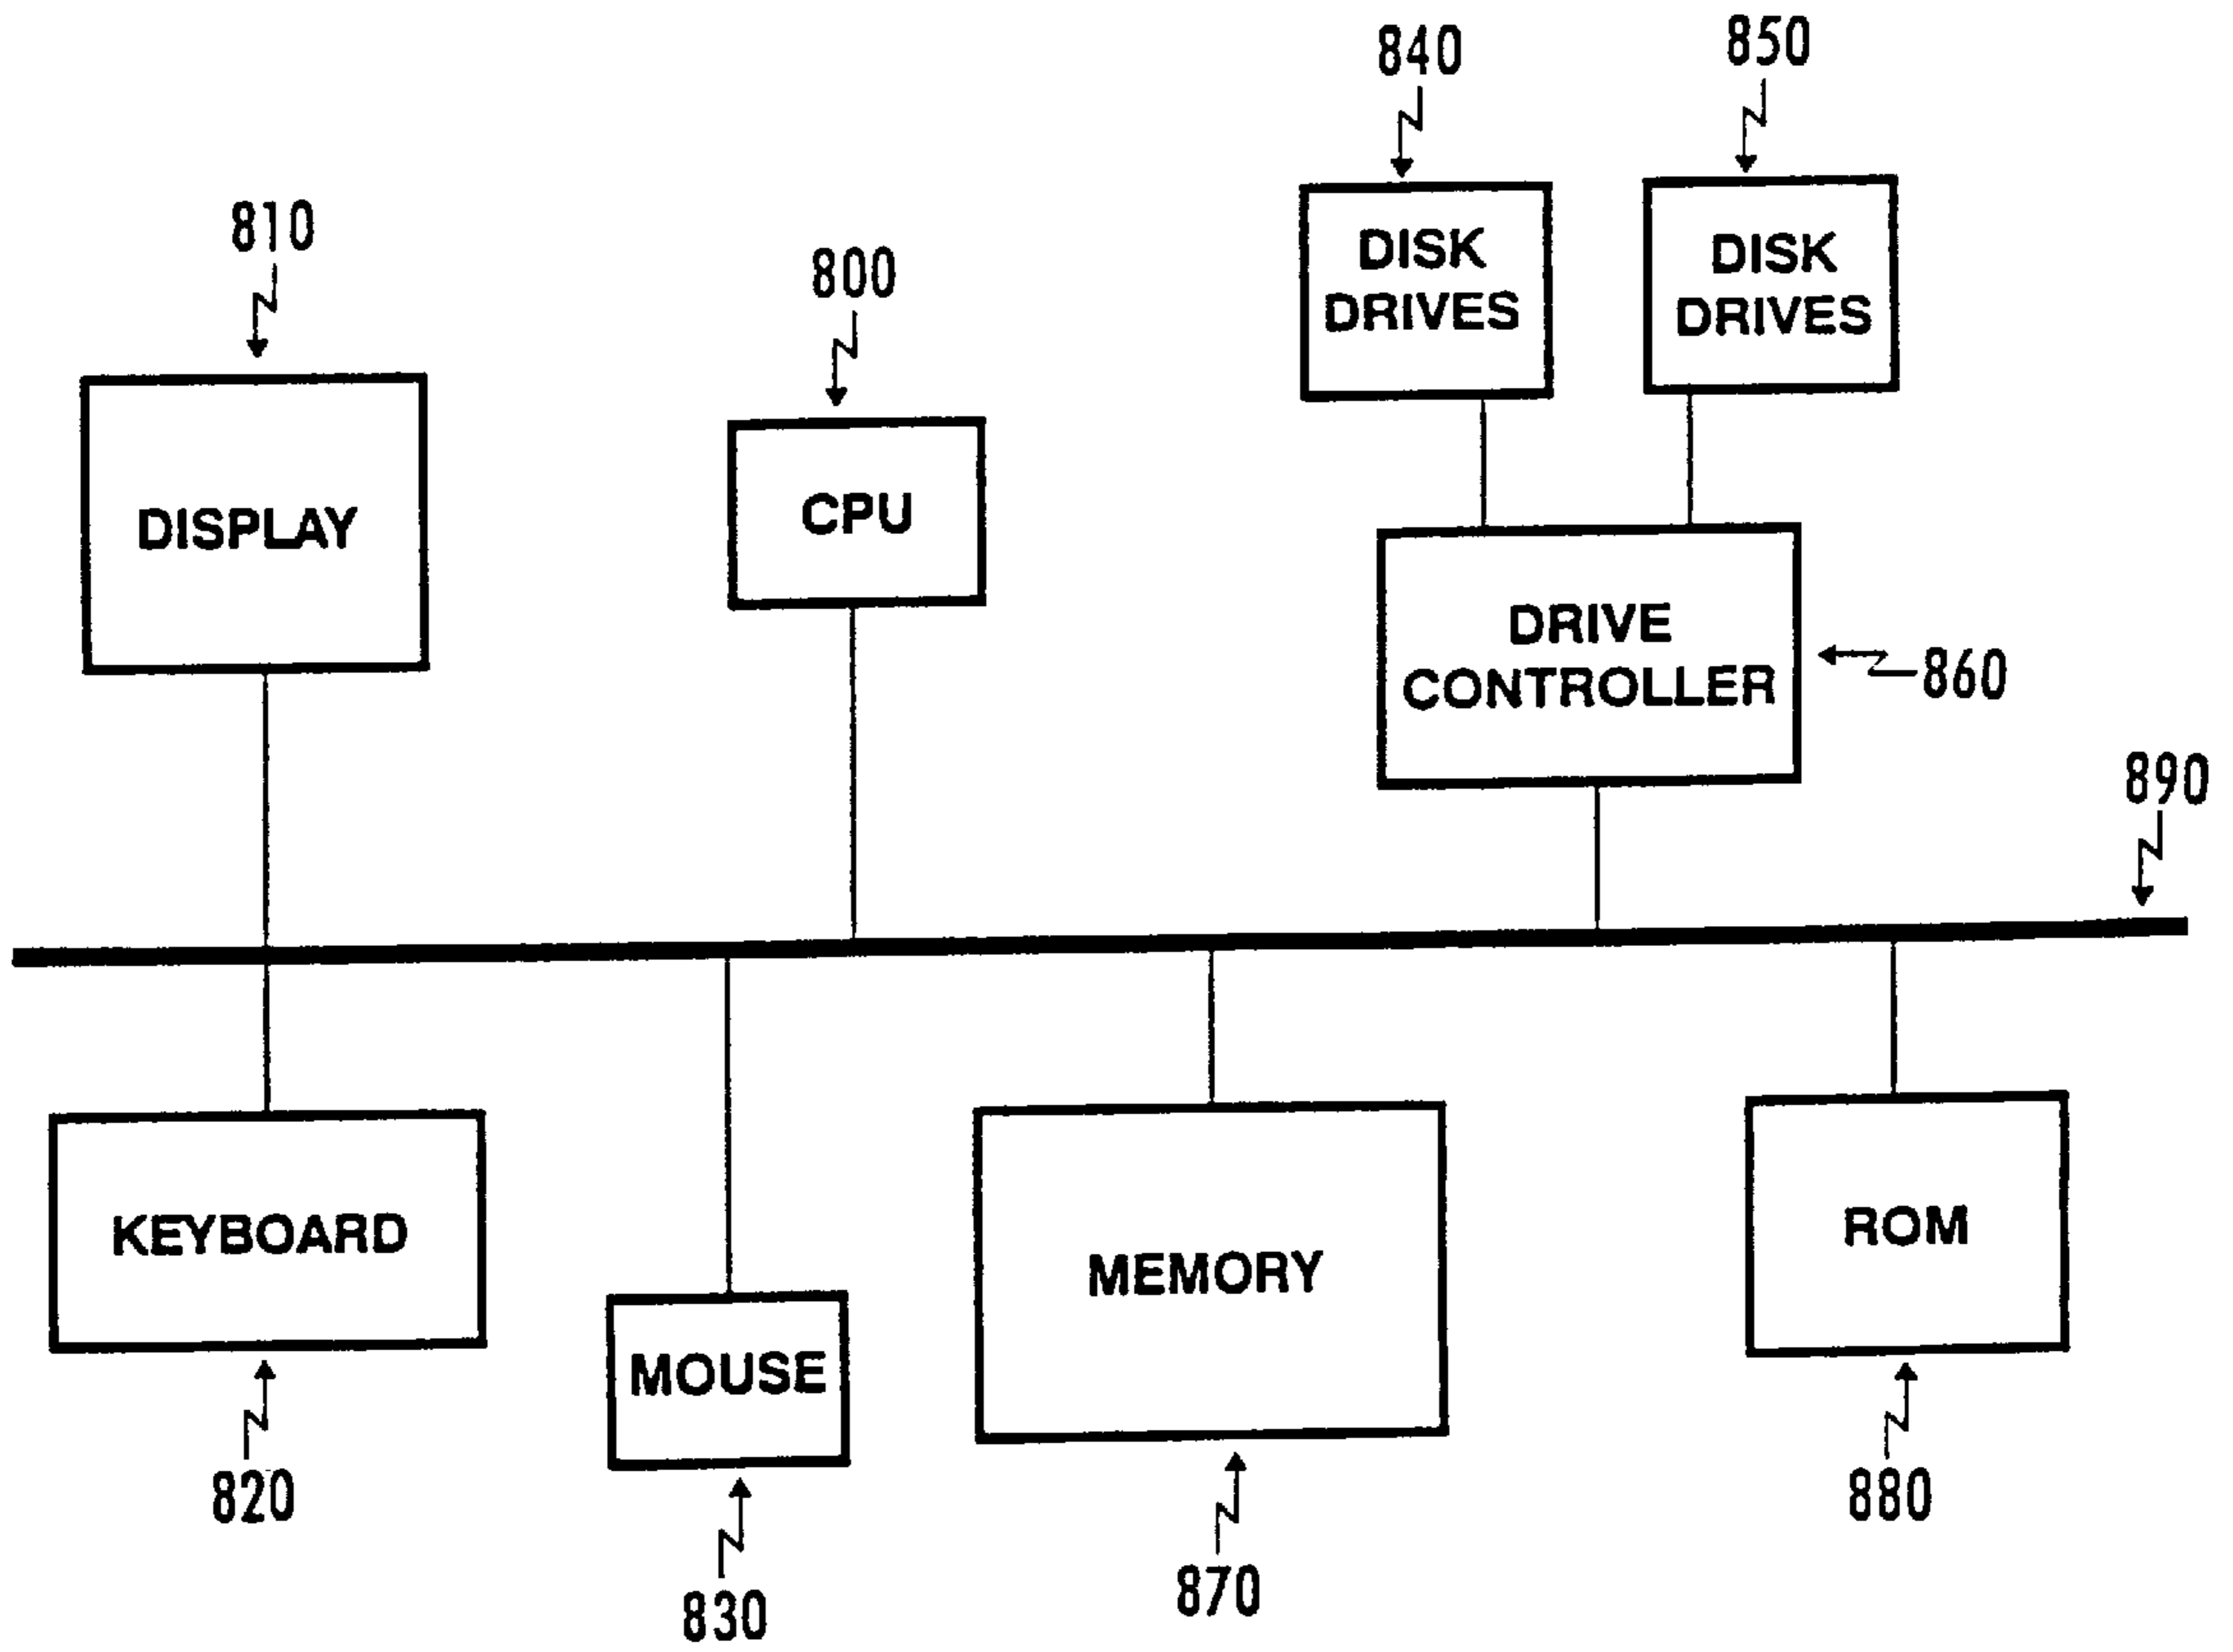 840
850
810
800
DISK
DRIVES
DISK
DRIVES
DISPLAY
CPU
DRIVE
CONTROLLER
860
890
KEYBOARD
MOUSE
MEMORY
ROM
820
830
870
880